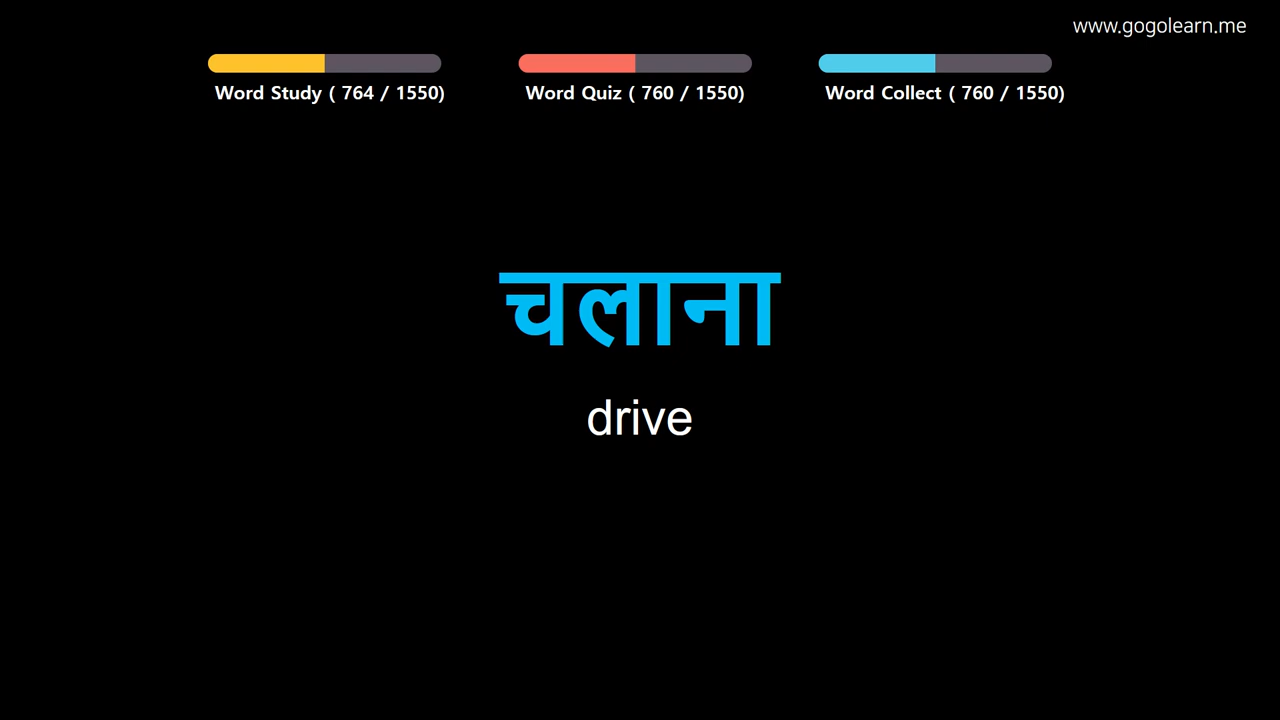 www.gogolearn.me
Word Study ( 764 / 1550)
Word Quiz ( 760 / 1550)
Word Collect ( 760 / 1550)
चलाना
drive